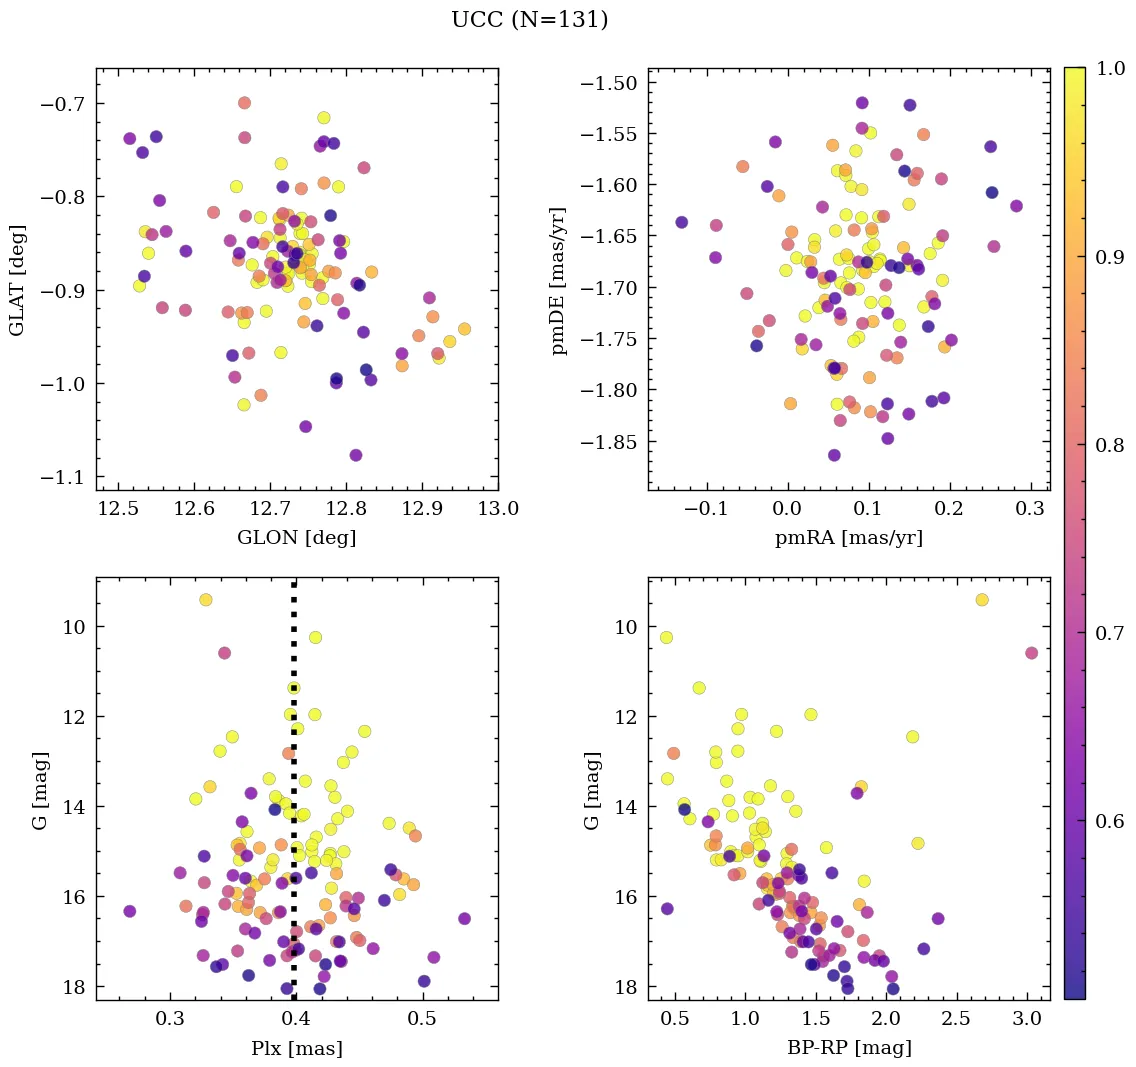 UCC (N=131)
−0.7
−0.8
−0.9
−1.0
−1.1
GLAT [deg]
12.5 12.6 12.7 12.8 12.9 13.0
GLON [deg]
−1.50
−1.55
−1.60
−1.65
−1.70
−1.75
−1.80
−1.85
pmDE [mas/yr]
−0.1 0.0 0.1 0.2 0.3
pmRA [mas/yr]
10
12
14
16
18
G [mag]
0.3 0.4 0.5
Plx [mas]
10
12
14
16
18
G [mag]
0.5 1.0 1.5 2.0 2.5 3.0
BP-RP [mag]
1.0
0.9
0.8
0.7
0.6